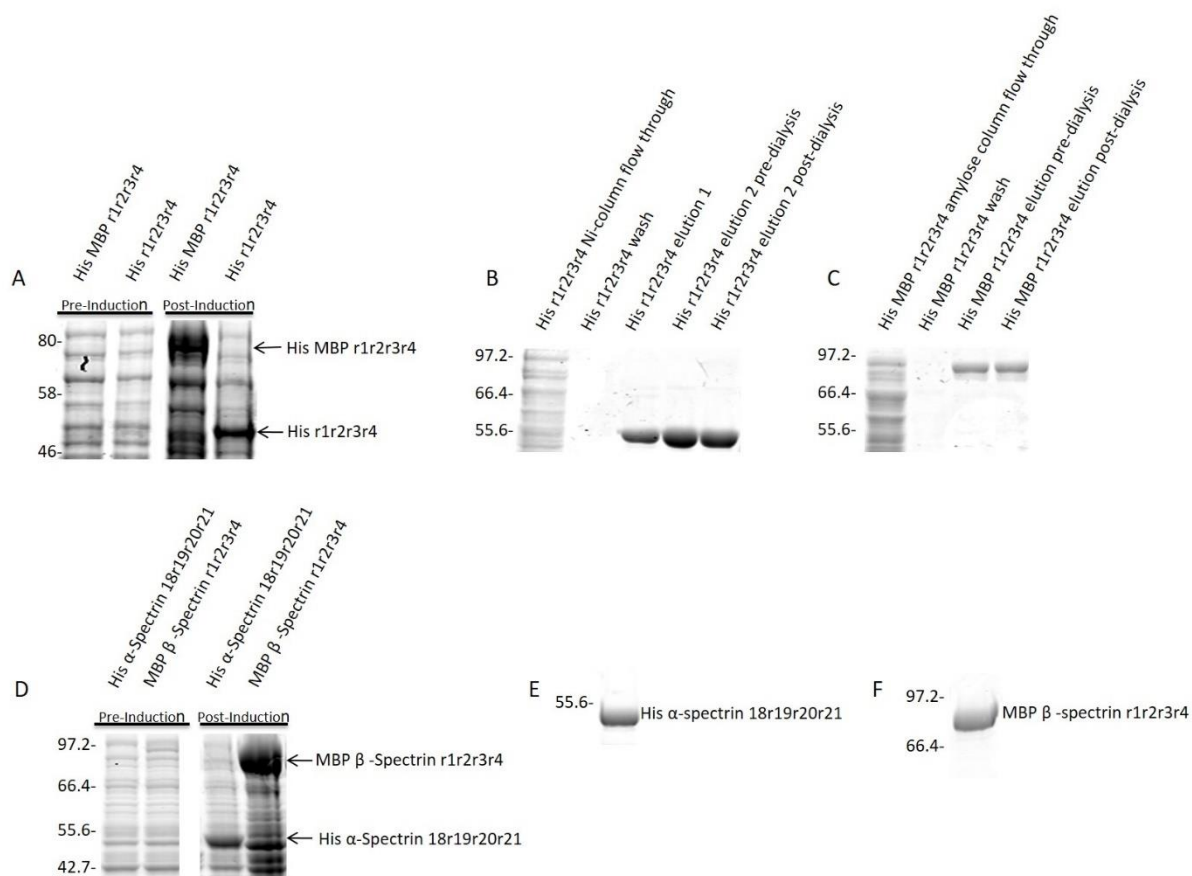 A
His MBP r1r2r3r4
His r1r2r3r4
His MBP r1r2r3r4
His r1r2r3r4
Pre-Induction
Post-Induction
80-
58-
46-
His MBP r1r2r3r4
His r1r2r3r4
B
His r1r2r3r4 Ni-column flow through
His r1r2r3r4 wash
His r1r2r3r4 elution 1
His r1r2r3r4 elution 2 pre-dialysis
His r1r2r3r4 elution 2 post-dialysis
97.2-
66.4-
55.6-
C
His MBP r1r2r3r4 amylose column flow through
His MBP r1r2r3r4 wash
His MBP r1r2r3r4 elution pre-dialysis
His MBP r1r2r3r4 elution post-dialysis
97.2-
66.4-
55.6-
D
His α-Spectrin 18r19r20r21
MBP β -Spectrin r1r2r3r4
His α-Spectrin 18r19r20r21
MBP β -Spectrin r1r2r3r4
Pre-Induction
Post-Induction
97.2-
66.4-
55.6-
42.7-
MBP β -Spectrin r1r2r3r4
His α-Spectrin 18r19r20r21
E
55.6-
His α-spectrin 18r19r20r21
F
97.2-
66.4-
MBP β -spectrin r1r2r3r4